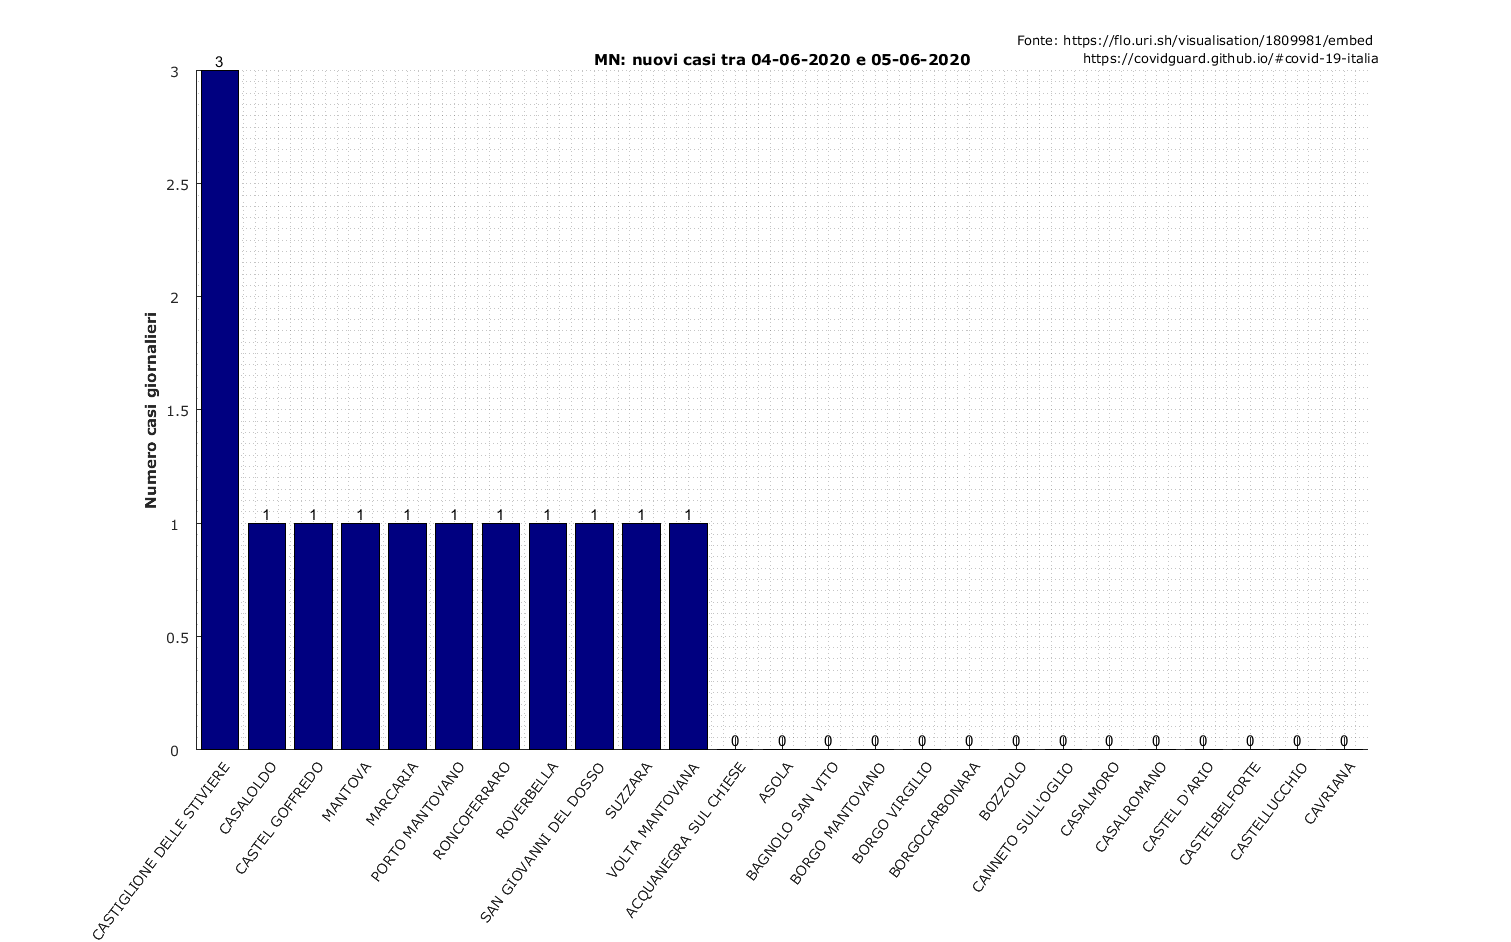 Fonte: https://flo.uri.sh/visualisation/1809981/embed
https://covidguard.github.io/#covid-19-italia
MN: nuovi casi tra 04-06-2020 e 05-06-2020
Numero casi giornalieri
3
2.5
2
1.5
1
0.5
0
3
1
1
1
1
1
1
1
1
1
1
0
0
0
0
0
0
0
0
0
0
0
0
0
0
CASTIGLIONE DELLE STIVIERE
CASALOLDO
CASTEL GOFFREDO
MANTOVA
MARCARIA
PORTO MANTOVANO
RONCOFERRARO
ROVERBELLA
SAN GIOVANNI DEL DOSSO
SUZZARA
VOLTA MANTOVANA
ACQUANEGRA SUL CHIESE
ASOLA
BAGNOLO SAN VITO
BORGO MANTOVANO
BORGO VIRGILIO
BORGOCARBONARA
BOZZOLO
CANNETO SULL'OGLIO
CASALMORO
CASALROMANO
CASTEL D'ARIO
CASTELBELFORTE
CASTELLUCCHIO
CAVRIANA